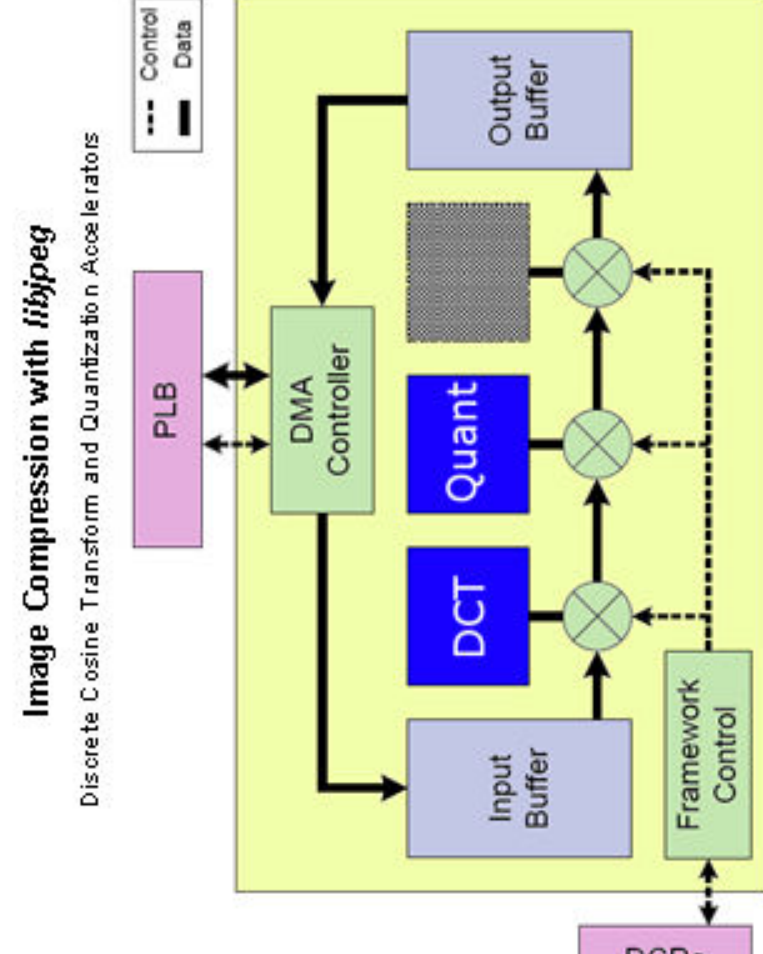 Image Compression with libjpeg
Discrete Cosine Transform and Quantization Accelerators
Control
Data
PLB
DMA
Controller
Input
Buffer
DCT
Quant
Output
Buffer
Framework
Control